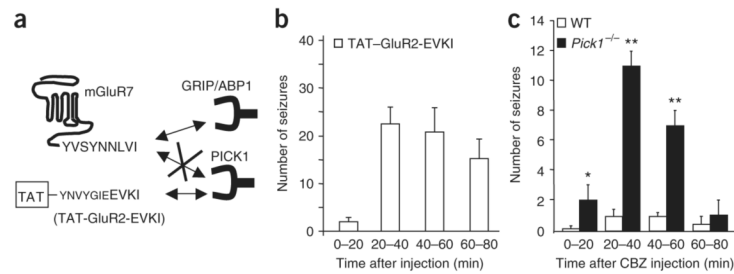 a
mGluR7
GRIP/ABP1
YVSYNNLVI
PICK1
TAT
YNVYGIEEVKI
(TAT-GluR2-EVKI)
b
TAT–GluR2-EVKI
Number of seizures
40
30
20
10
0
0–20 20–40 40–60 60–80
Time after injection (min)
c
WT
Pick1–/–
Number of seizures
14
12
10
8
6
4
2
0
*
**
**
0–20 20–40 40–60 60–80
Time after CBZ injection (min)